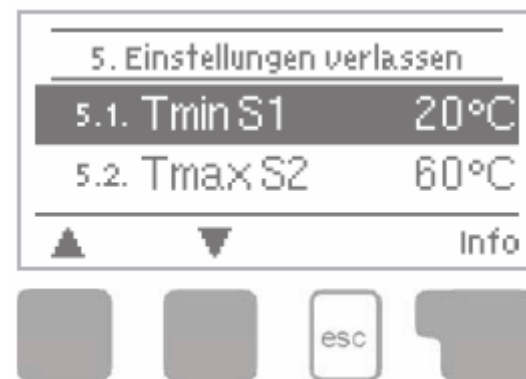 5. Einstellungen verlassen
5.1. Tmin S1 20°C
5.2. Tmax S2 60°C
Info
esc